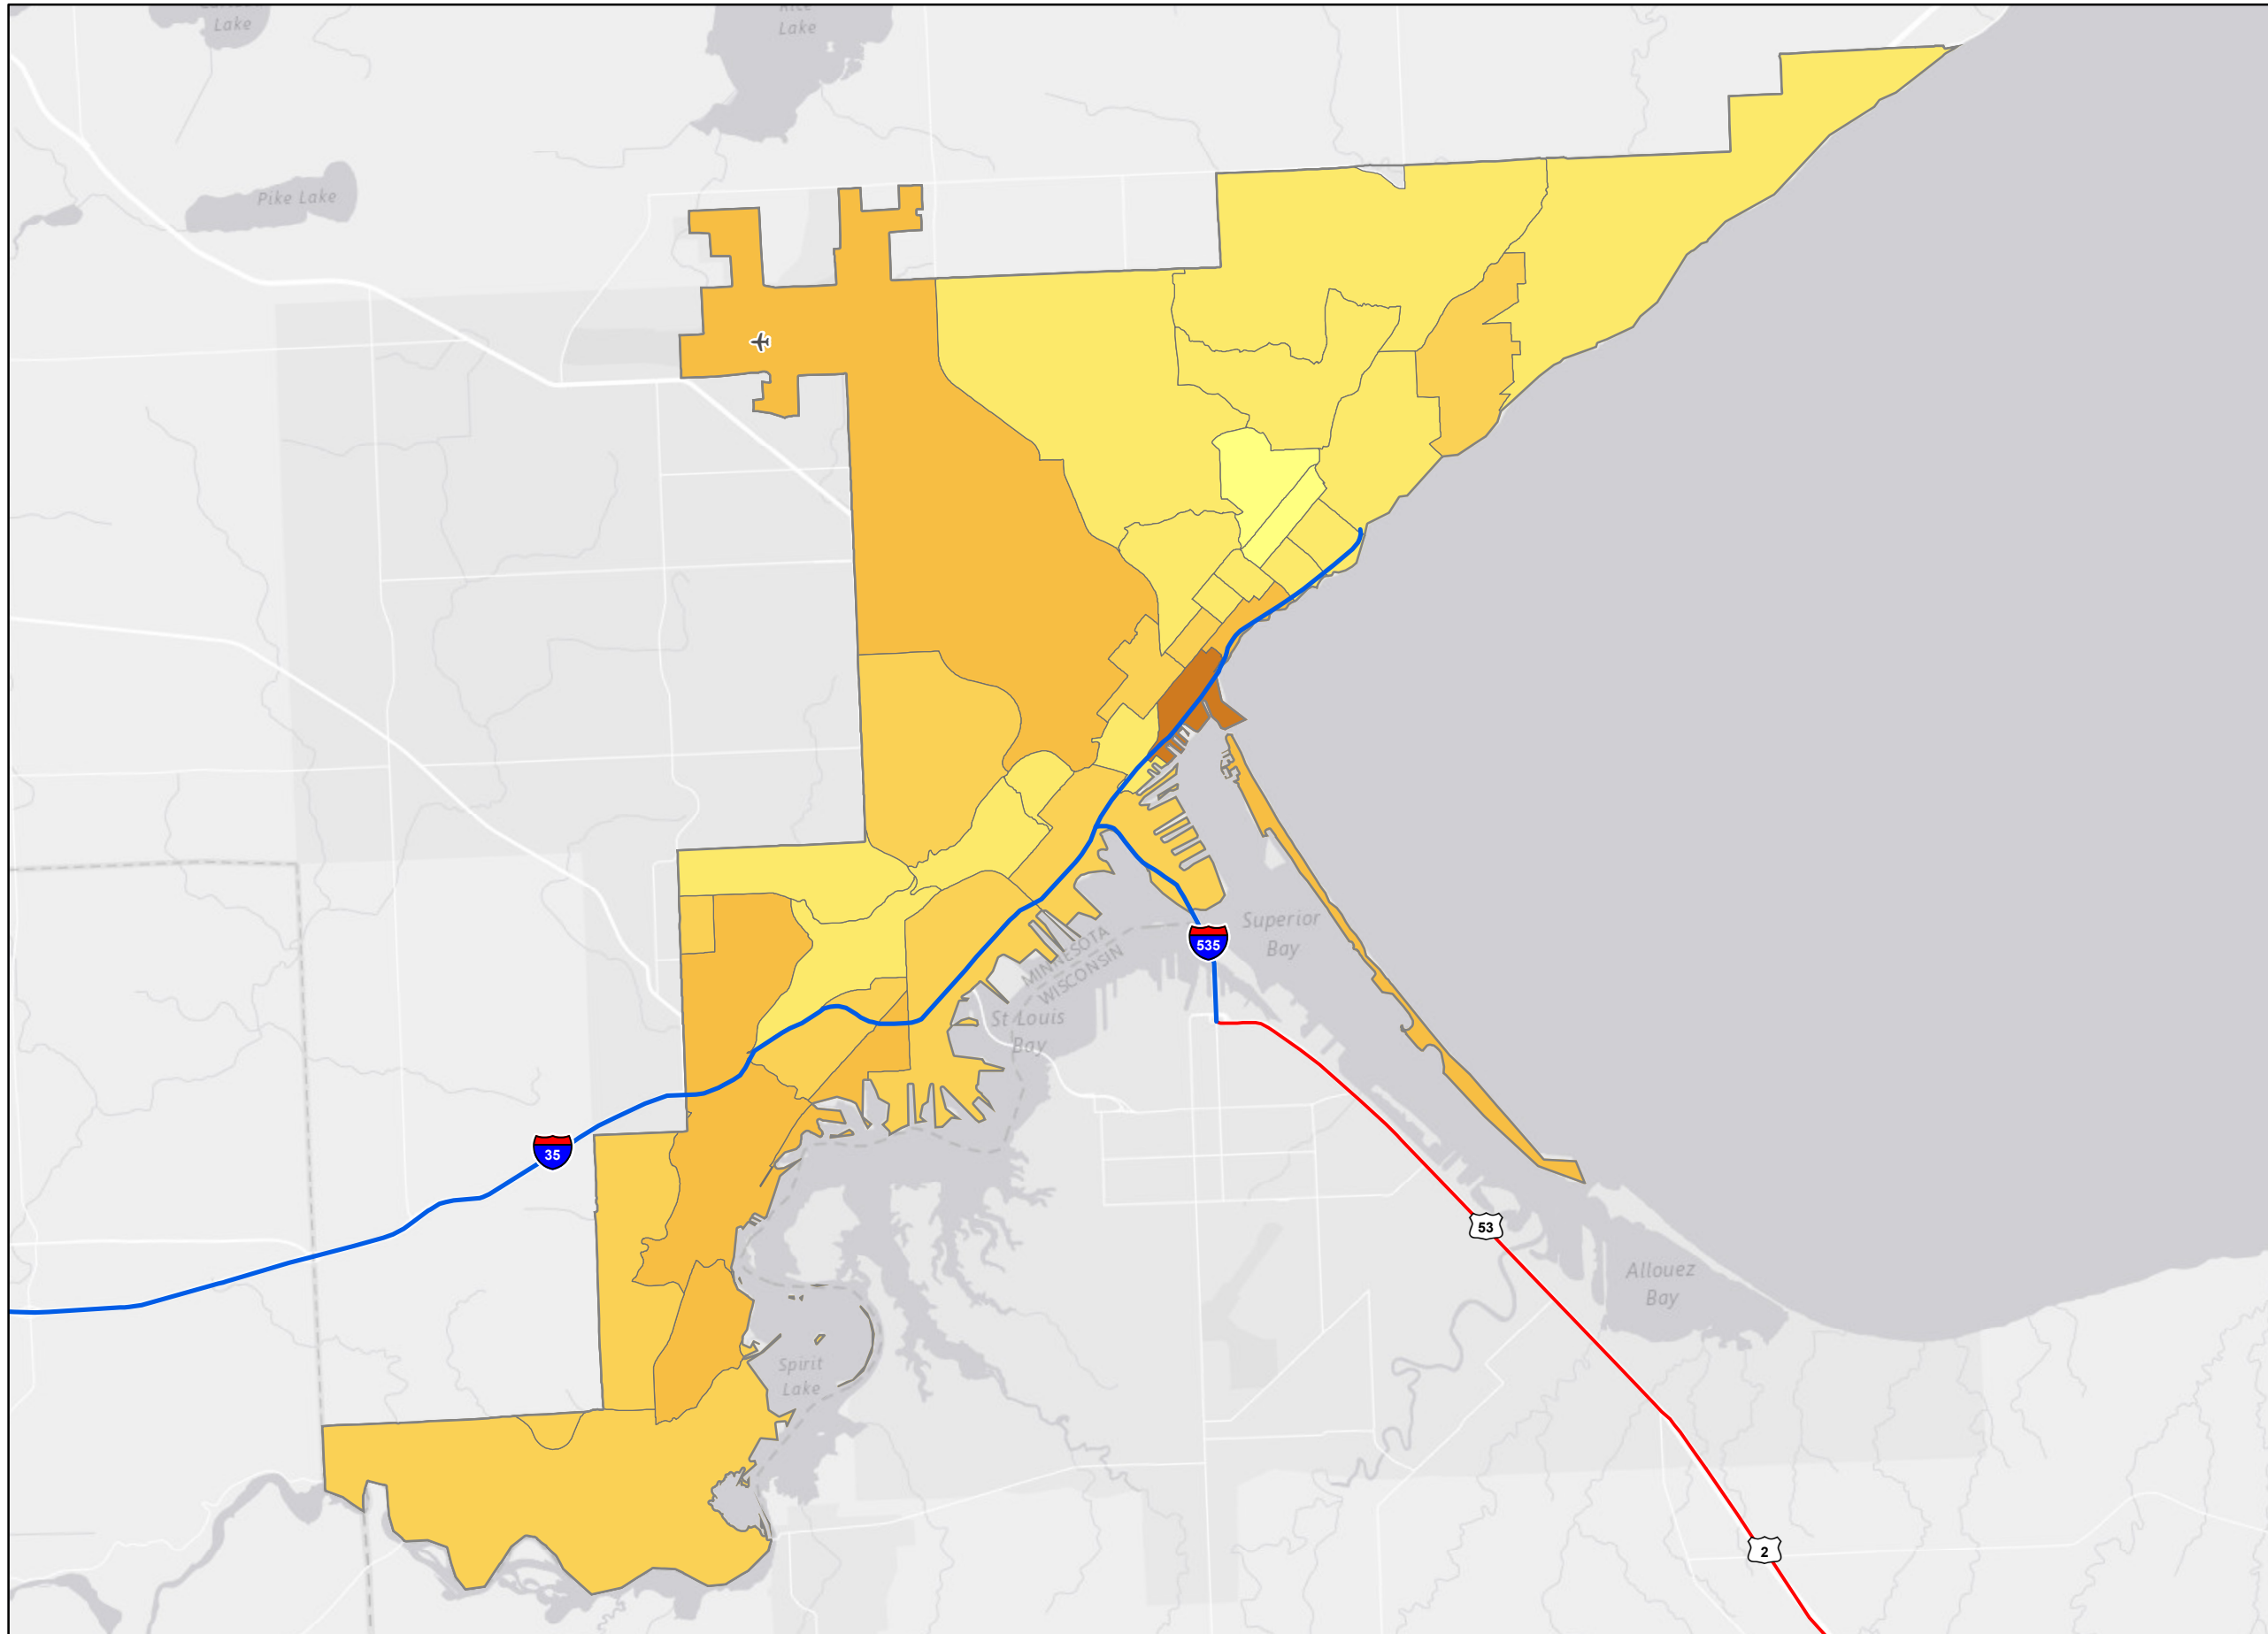 Lake
Rice
Lake
Pike Lake
Superior
Bay
535
MINNESOTA
WISCONSIN
St Louis
Bay
35
53
Allouez
Bay
Spirit
Lake
2